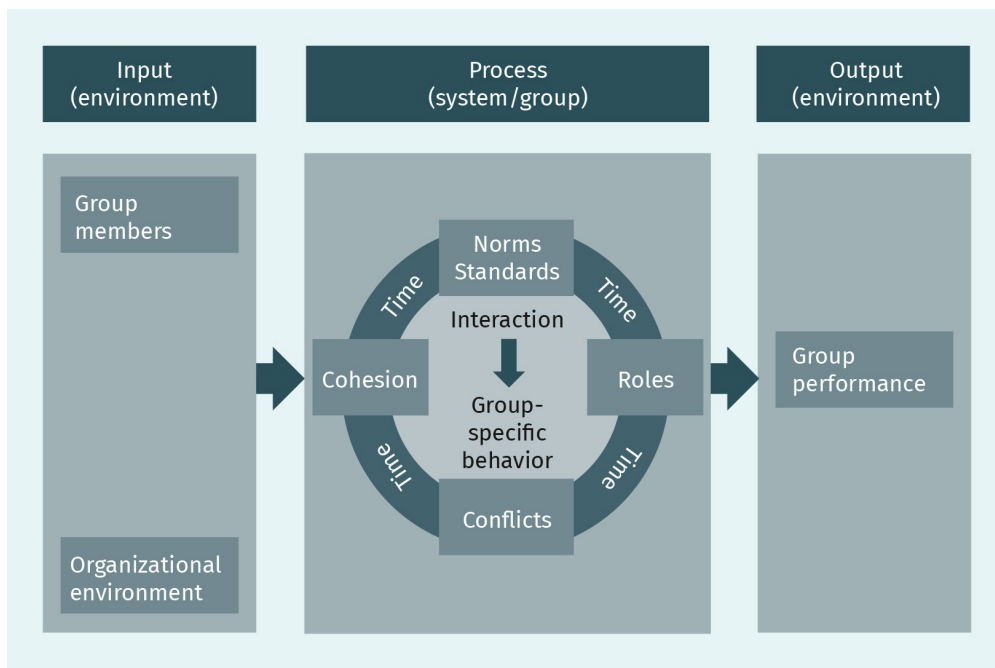 Input
(environment)
Process
(system/group)
Output
(environment)
Group
members
Organizational
environment
Norms
Standards
Time
Time
Interaction
Cohesion
Roles
Group-
specific
behavior
Time
Time
Conflicts
Group
performance